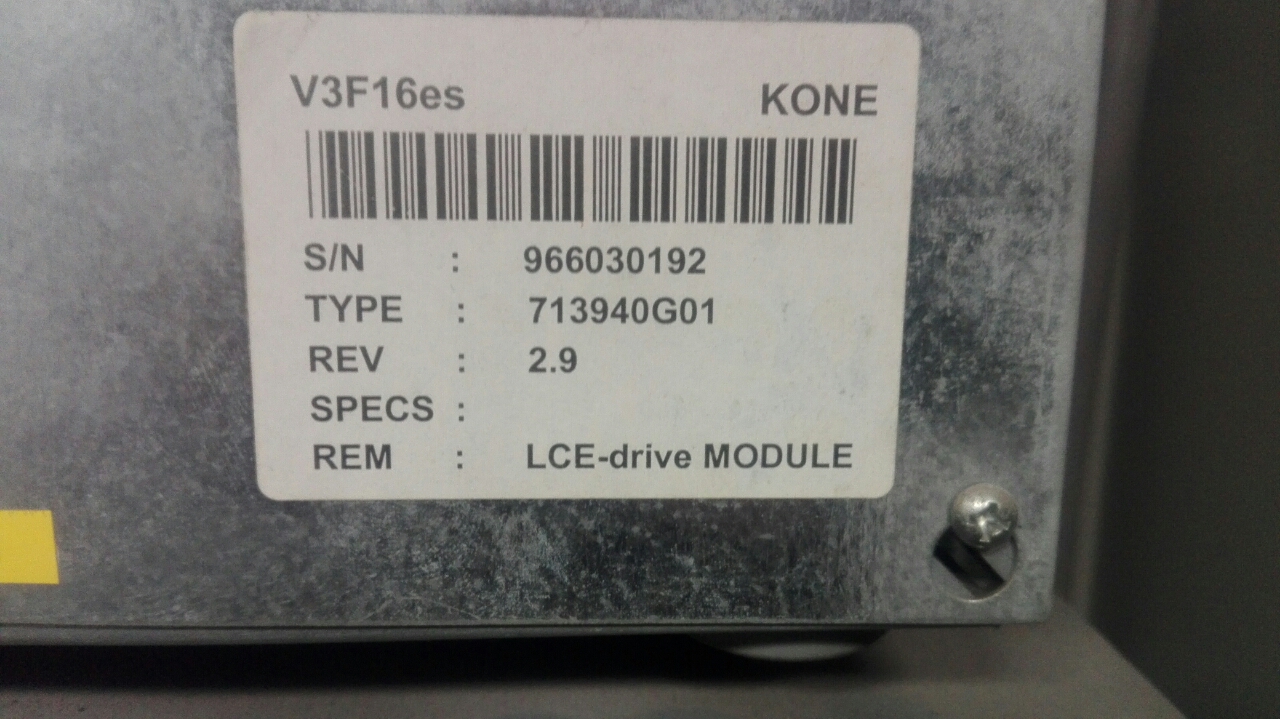 V3F16es KONE
S/N : 966030192
TYPE : 713940G01
REV : 2.9
SPECS :
REM : LCE-drive MODULE